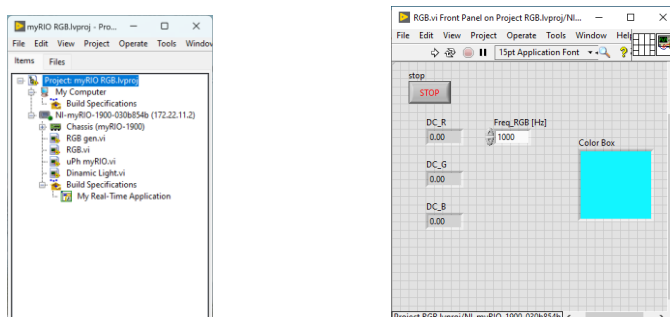 myRIO RGB.lvproj - Pro...
File Edit View Project Operate Tools Windov
Items Files
Project: myRIO RGB.lvproj
My Computer
Build Specifications
NI-myRIO-1900-030b854b (172.22.11.2)
Chassis (myRIO-1900)
RGB gen.vi
RGB.vi
uPh myRIO.vi
Dinamic Light.vi
Build Specifications
My Real-Time Application
RGB.vi Front Panel on Project RGB.lvproj/NI...
File Edit View Project Operate Tools Window Help
15pt Application Font
stop
STOP
DC_R Freq_RGB [Hz]
0.00 1000
Color Box
DC_G
0.00
DC_B
0.00
Project RGB.lvproj/NI-myRIO-1900-030b854b